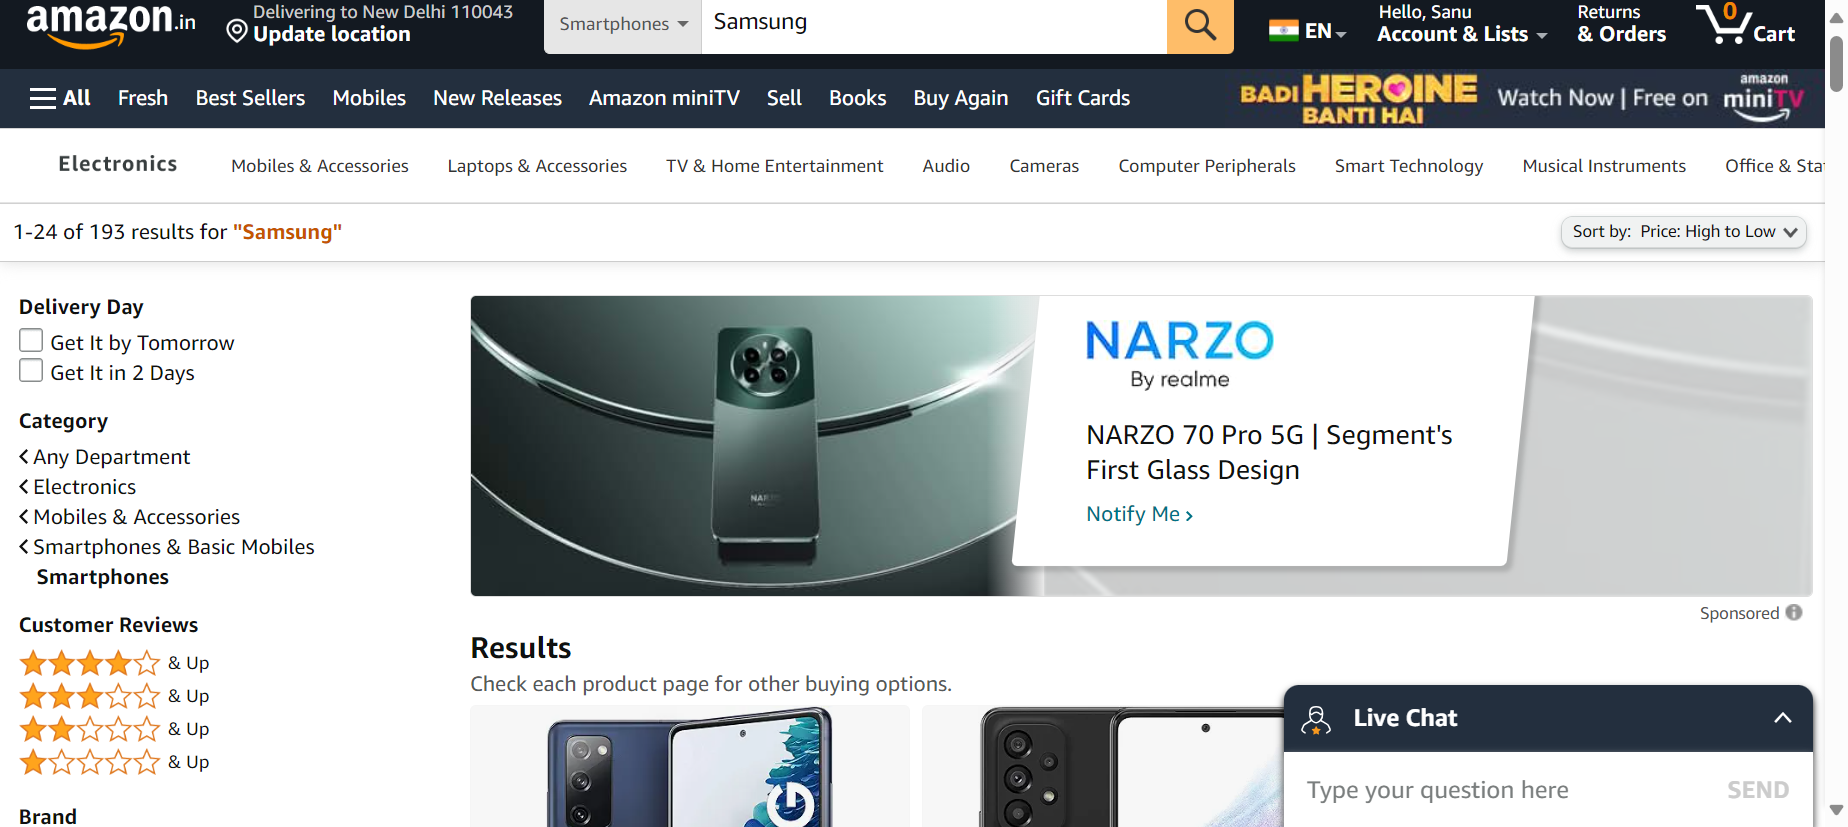 amazon.in
Delivering to New Delhi 110043
Update location
Smartphones
Samsung
EN
Hello, Sanu
Account & Lists
Returns
& Orders
0
Cart
All
Fresh
Best Sellers
Mobiles
New Releases
Amazon miniTV
Sell
Books
Buy Again
Gift Cards
BADI HEROINE
BANTI HAI
Watch Now | Free on
amazon
miniTV
Electronics
Mobiles & Accessories
Laptops & Accessories
TV & Home Entertainment
Audio
Cameras
Computer Peripherals
Smart Technology
Musical Instruments
Office & Sta
1-24 of 193 results for "Samsung"
Sort by: Price: High to Low
Delivery Day
Get It by Tomorrow
Get It in 2 Days
Category
Any Department
Electronics
Mobiles & Accessories
Smartphones & Basic Mobiles
Smartphones
Customer Reviews
& Up
& Up
& Up
& Up
Brand
NARZO
NARZO
By realme
NARZO 70 Pro 5G | Segment's
First Glass Design
Notify Me ›
Sponsored
Results
Check each product page for other buying options.
Live Chat
Type your question here
SEND